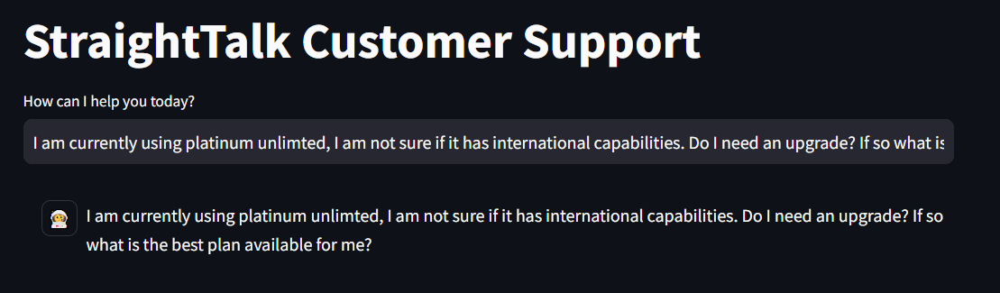 StraightTalk Customer Support
How can I help you today?
I am currently using platinum unlimted, I am not sure if it has international capabilities. Do I need an upgrade? If so what is
I am currently using platinum unlimted, I am not sure if it has international capabilities. Do I need an upgrade? If so
what is the best plan available for me?